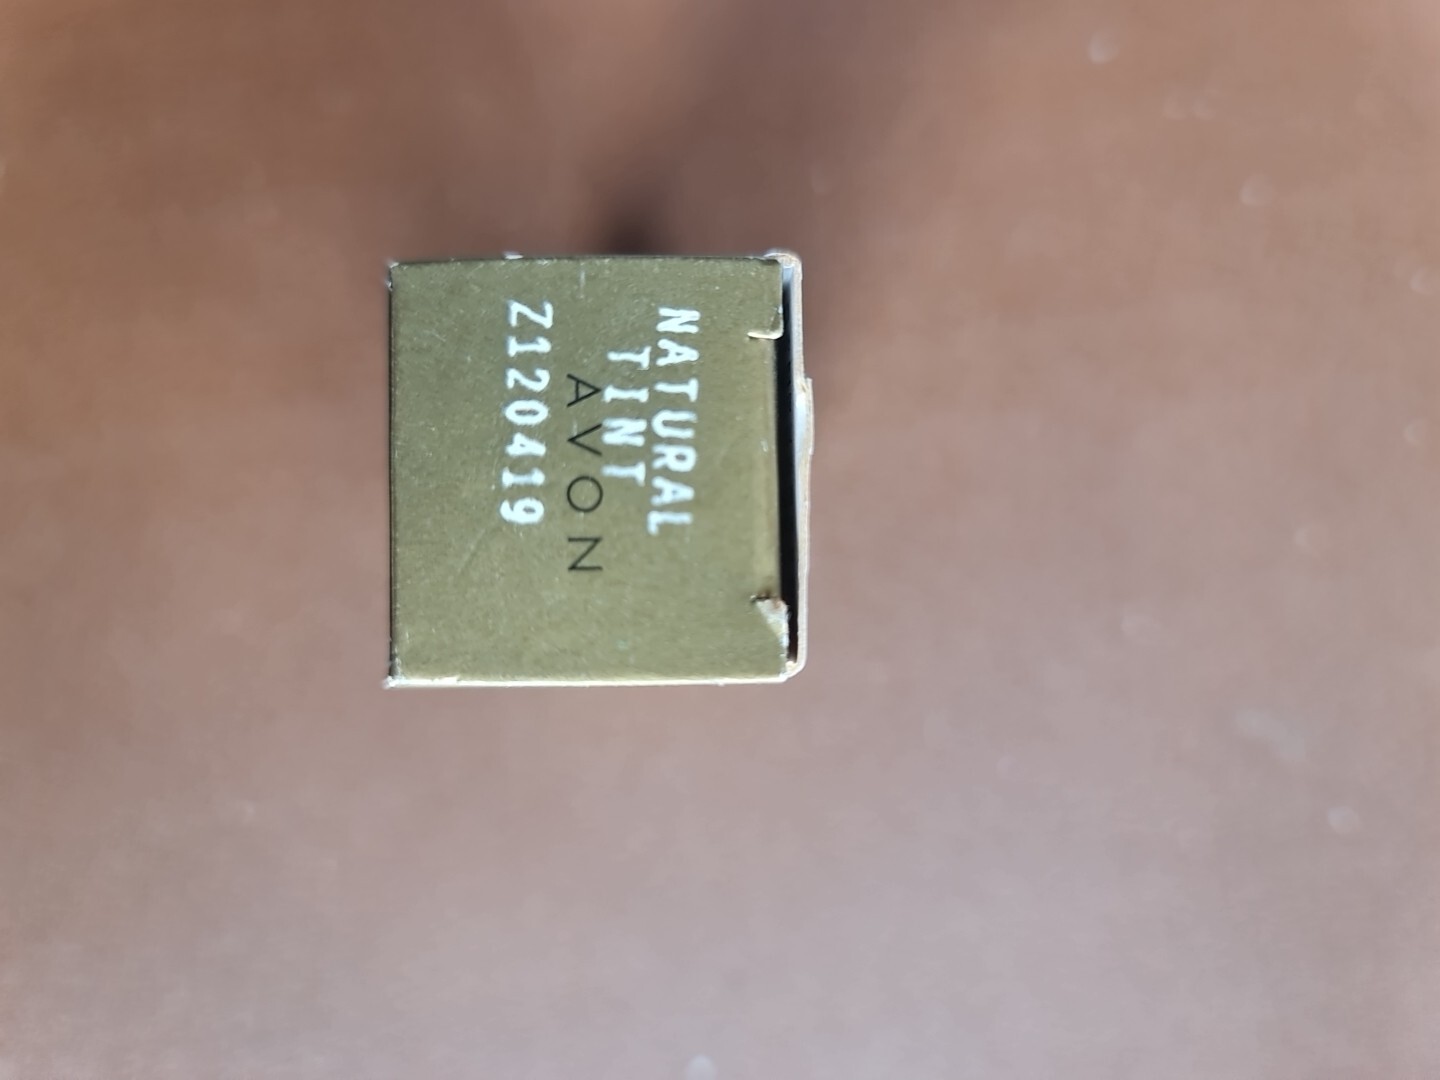 NATURAL
TINT
AVON
Z120419